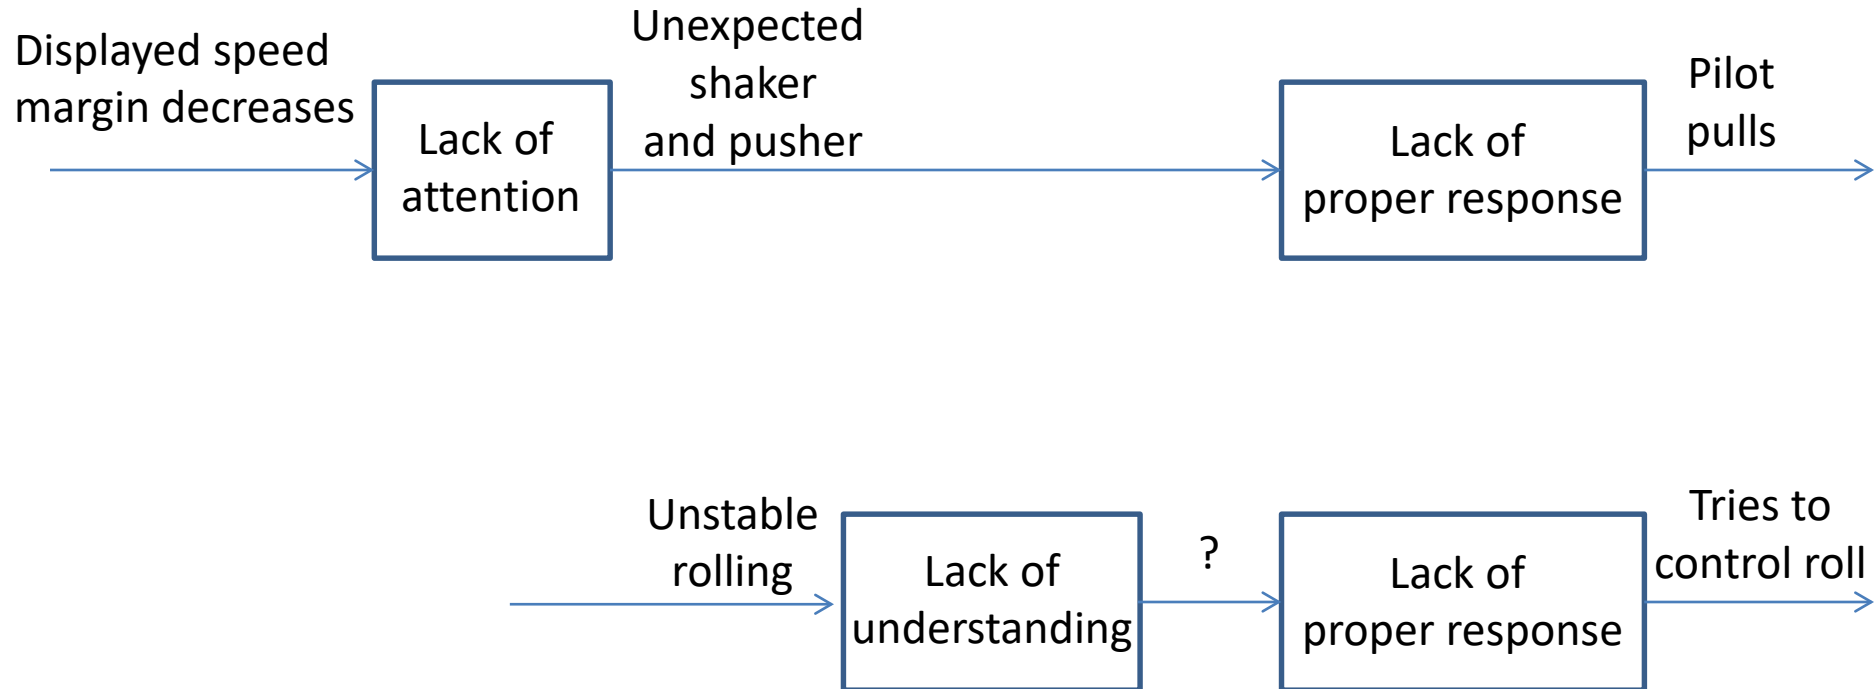 Displayed speed
margin decreases
Lack of
attention
Unexpected
shaker
and pusher
Lack of
proper response
Pilot
pulls
Unstable
rolling
Lack of
understanding
?
Lack of
proper response
Tries to
control roll